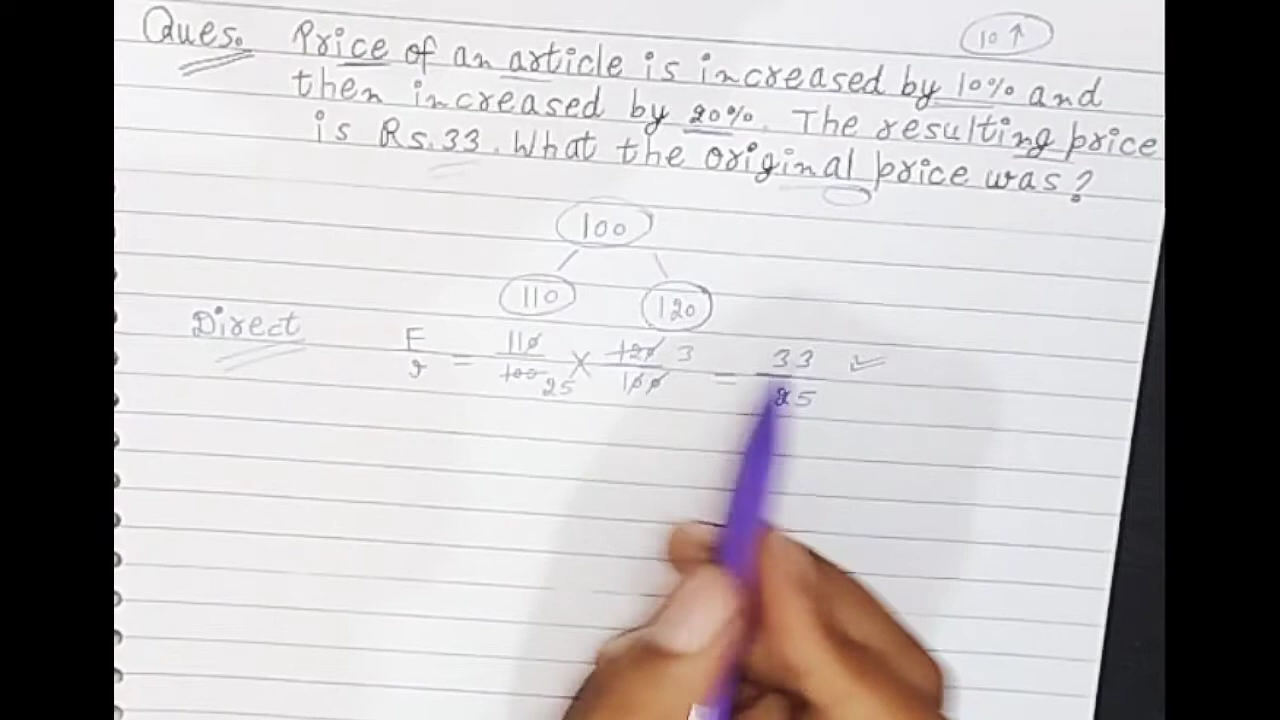 10 ↑
Ques. Price of an article is increased by 10% and
then increased by 20%. The resulting price
is Rs.33. What the original price was?
100
110 120
Direct F/I = 110/100 25 × 120 3/100 = 33/25 ✓